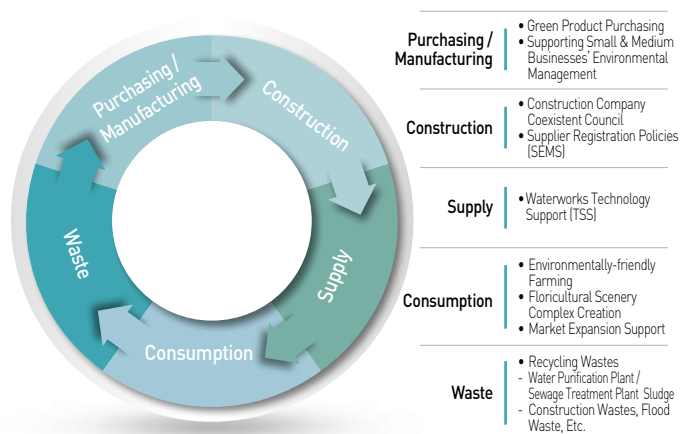 Purchasing /
Manufacturing
Construction
Supply
Consumption
Waste
Purchasing /
Manufacturing
• Green Product Purchasing
• Supporting Small & Medium
Businesses' Environmental
Management
Construction
• Construction Company
Coexistent Council
• Supplier Registration Policies
(SEMS)
Supply
• Waterworks Technology
Support (TSS)
Consumption
• Environmentally-friendly
Farming
• Floricultural Scenery
Complex Creation
• Market Expansion Support
Waste
• Recycling Wastes
- Water Purification Plant /
Sewage Treatment Plant Sludge
- Construction Wastes, Flood
Waste, Etc.